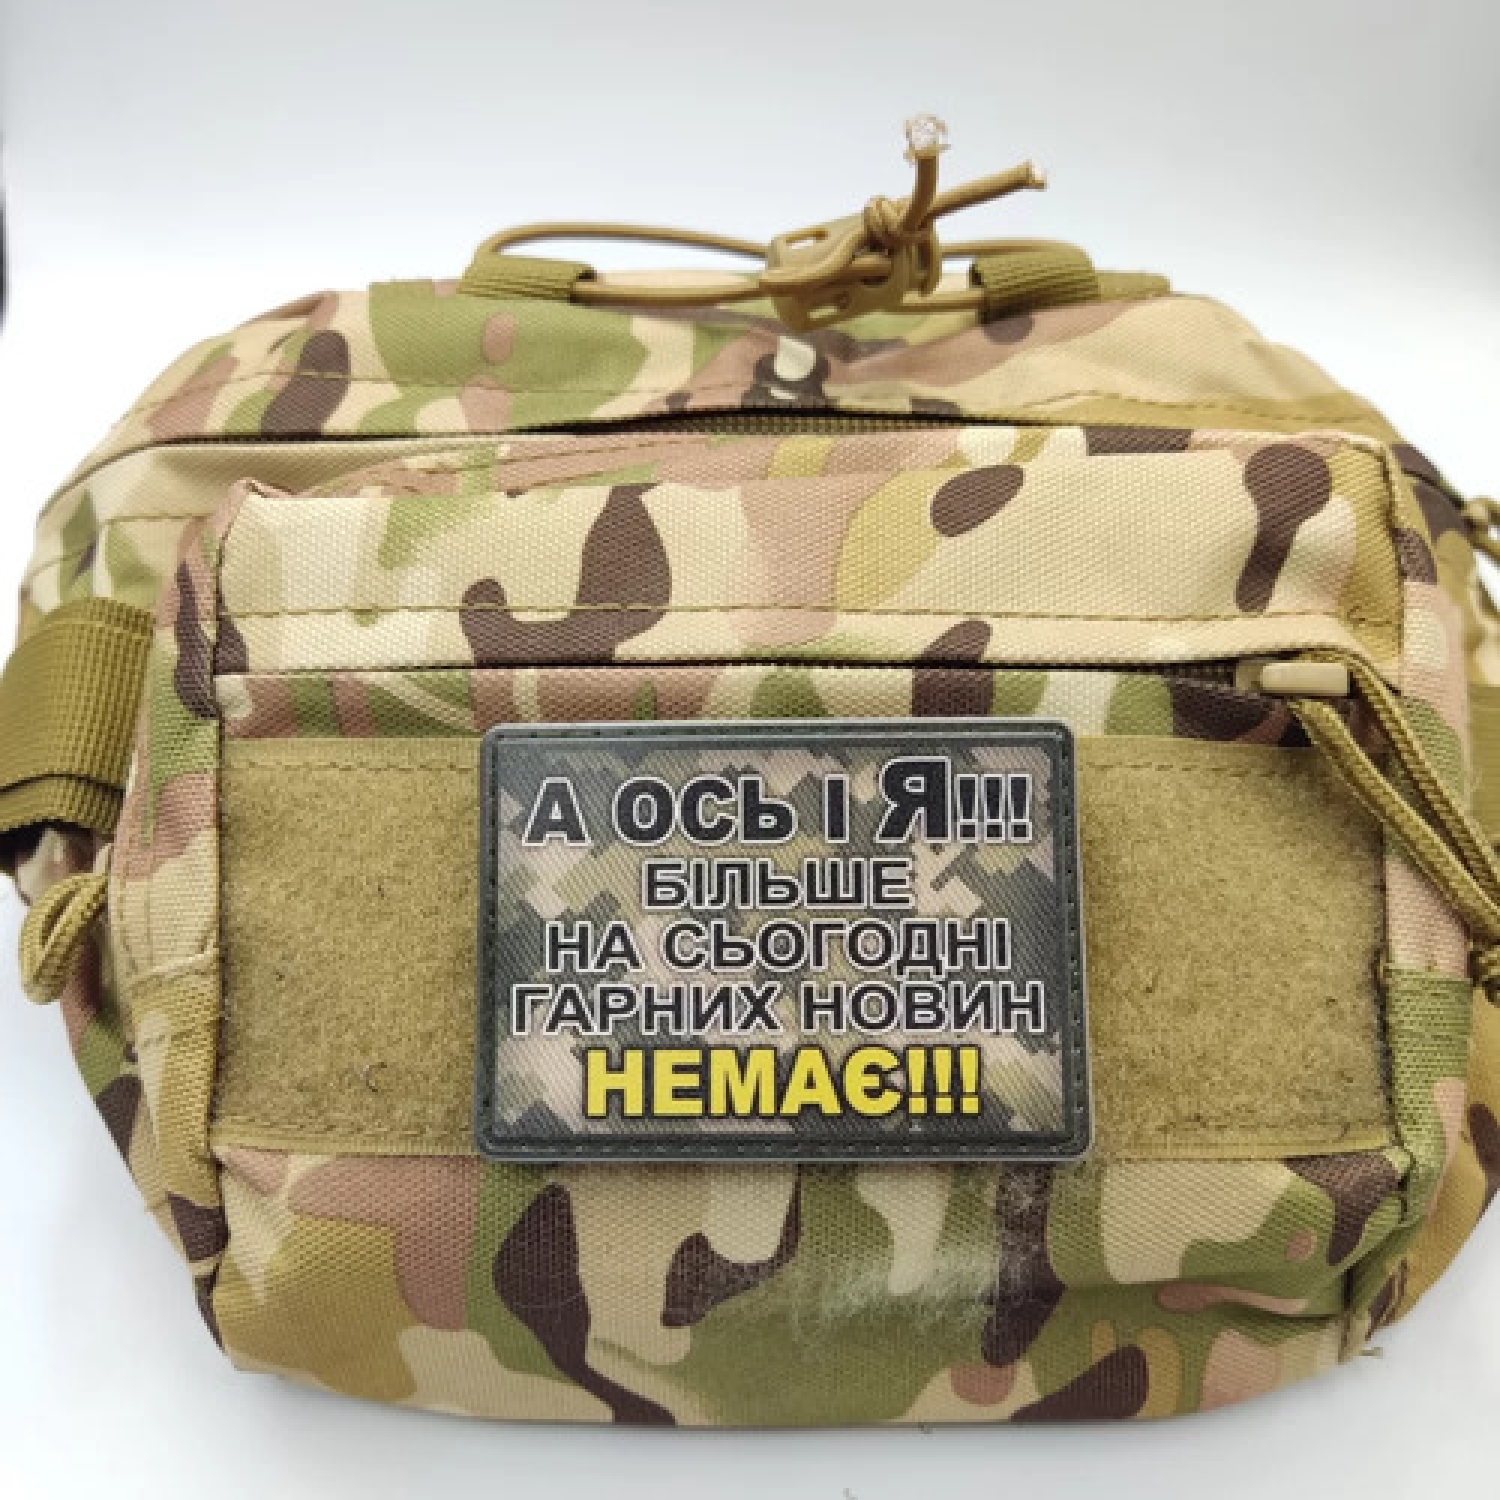 А ОСЬ І Я!!!
БІЛЬШЕ
НА СЬОГОДНІ
ГАРНИХ НОВИН
НЕМАЄ!!!